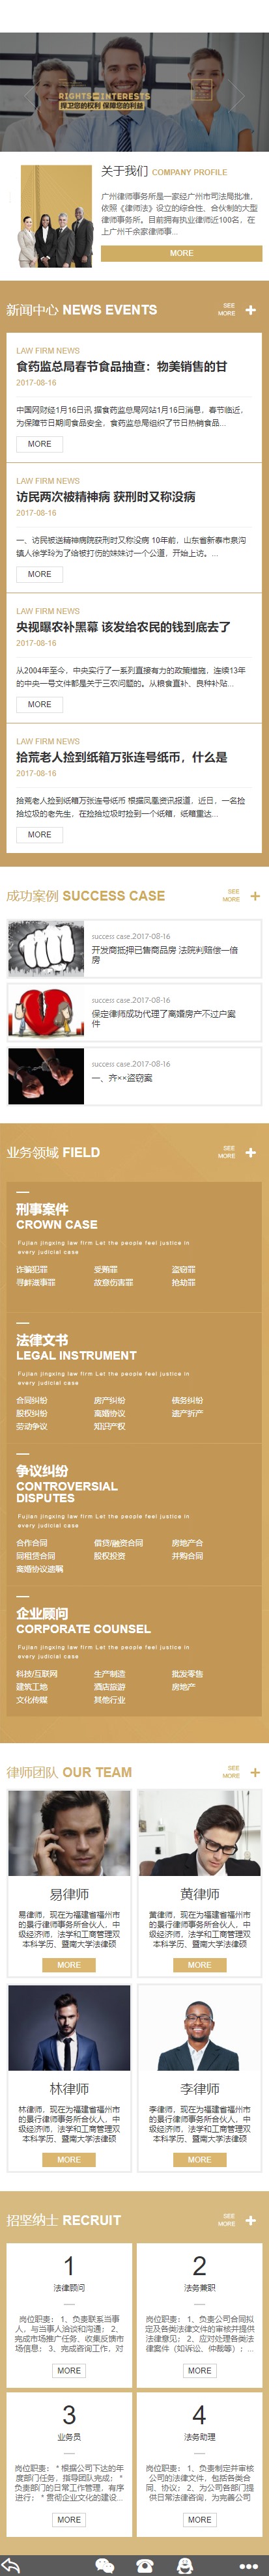 RIGHTS INTERESTS
捍卫您的权利 保障您的利益
关于我们 COMPANY PROFILE
广州律师事务所是一家经广州市司法局批准，
依照《律师法》设立的综合性、合伙制的大型
律师事务所。目前拥有执业律师近100名，在
上广州千余家律师事...
MORE
新闻中心 NEWS EVENTS
SEE
MORE
LAW FIRM NEWS
食药监总局春节食品抽查：物美销售的甘
2017-08-16
中国网财经1月16日讯 据食药监总局网站1月16日消息，春节临近，
为保障节日期间食品安全，食药监总局组织了节日热销食品...
MORE
LAW FIRM NEWS
访民两次被精神病 获刑时又称没病
2017-08-16
一、访民被送精神病院获刑时又称没病 10年前，山东省新泰市泉沟
镇人徐学玲为了给被打伤的妹妹讨一个公道，开始上访。...
MORE
LAW FIRM NEWS
央视曝农补黑幕 该发给农民的钱到底去了
2017-08-16
从2004年至今，中央实行了一系列直接有力的政策措施，连续13年
的中央一号文件都是关于三农问题的。从粮食直补、良种补贴...
MORE
LAW FIRM NEWS
拾荒老人捡到纸箱万张连号纸币，什么是
2017-08-16
拾荒老人捡到纸箱万张连号纸币 根据凤凰资讯报道，近日，一名捡
捡垃圾的老先生，在捡捡垃圾时捡到一个纸箱，纸箱里达...
MORE
成功案例 SUCCESS CASE
SEE
MORE
success case.2017-08-16
开发商抵押已售商品房 法院判赔偿一倍
房
success case.2017-08-16
保定律师成功代理了离婚房产不过户案
件
success case.2017-08-16
一、齐××盗窃案
业务领域 FIELD
SEE
MORE
刑事案件
CROWN CASE
Fujian jingxing law firm Let the people feel justice in
every judicial case
诈骗犯罪 受贿罪 盗窃罪
寻衅滋事罪 故意伤害罪 抢劫罪
法律文书
LEGAL INSTRUMENT
Fujian jingxing law firm Let the people feel justice in
every judicial case
合同纠纷 房产纠纷 债务纠纷
股权纠纷 离婚协议 遗产析产
劳动争议 知识产权
争议纠纷
CONTROVERSIAL
DISPUTES
Fujian jingxing law firm Let the people feel justice in
every judicial case
合作合同 借贷/融资合同 房地产合
同租赁合同 股权投资 并购合同
离婚协议遗嘱
企业顾问
CORPORATE COUNSEL
Fujian jingxing law firm Let the people feel justice in
every judicial case
科技/互联网 生产制造 批发零售
建筑工地 酒店旅游 房地产
文化传媒 其他行业
律师团队 OUR TEAM
SEE
MORE
易律师
易律师，现在为福建省福州市
的景行律师事务所合伙人，中
级经济师、法学和工商管理双
本科学历、暨南大学法律硕
MORE
黄律师
黄律师，现在为福建省福州市
的景行律师事务所合伙人，中
级经济师、法学和工商管理双
本科学历、暨南大学法律硕
MORE
林律师
林律师，现在为福建省福州市
的景行律师事务所合伙人，中
级经济师、法学和工商管理双
本科学历、暨南大学法律硕
MORE
李律师
李律师，现在为福建省福州市
的景行律师事务所合伙人，中
级经济师、法学和工商管理双
本科学历、暨南大学法律硕
MORE
招坚纳士 RECRUIT
SEE
MORE
1
法律顾问
岗位职责： 1、负责联系当事
人，与当事人洽谈和沟通； 2、
完成市场推广任务、收集反馈市
场信息； 3、完成咨询工作，对
MORE
2
法务兼职
岗位职责： 1、负责公司合同拟
定及各类法律文件的审核并提供
法律意见； 2、应对处理各类法
律案件（如诉讼、仲裁等）；...
MORE
3
业务员
岗位职责： * 根据公司下达的年
度部门任务，指导团队完成； *
负责部门的日常工作管理，有序
进行； * 贯彻企业文化的建设...
MORE
4
法务助理
岗位职责： 1、负责制定并审核
公司的法律文件，包括各类合
同、协议； 2、为公司各部门提
供日常法律咨询、为完善公司
MORE